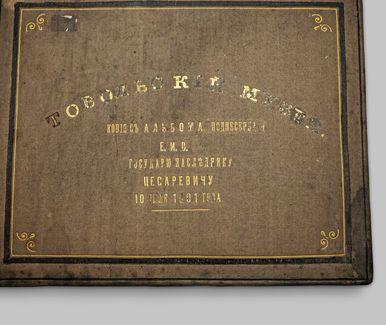 ТОБОЛЬСКІЙ МУЗЕЙ.
КОПІЯ СЪ АЛЬБОМА, ПОДНЕСЕННАГО
Е. И. В.
ГОСУДАРЮ НАСЛѢДНИКУ
ЦЕСАРЕВИЧУ
10 ІЮЛЯ 1891 ГОДА